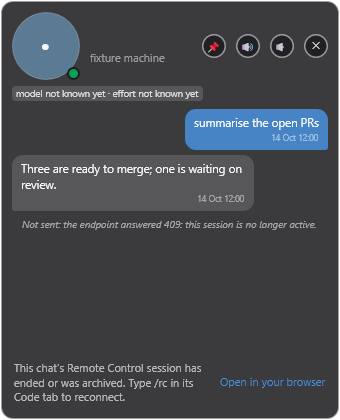 fixture machine
model not known yet · effort not known yet
summarise the open PRs
14 Oct 12:00
Three are ready to merge; one is waiting on
review.
14 Oct 12:00
Not sent: the endpoint answered 409: this session is no longer active.
This chat's Remote Control session has
ended or was archived. Type /rc in its
Code tab to reconnect.
Open in your browser